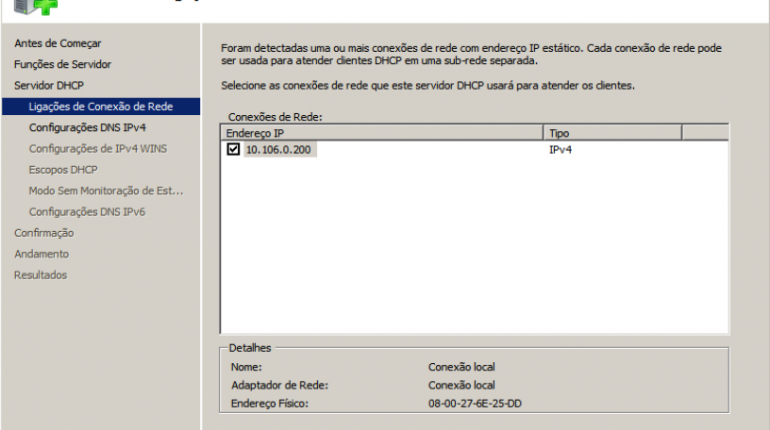 Antes de Começar
Funções de Servidor
Servidor DHCP
Ligações de Conexão de Rede
Configurações DNS IPv4
Configurações de IPv4 WINS
Escopos DHCP
Modo Sem Monitoração de Est...
Configurações DNS IPv6
Confirmação
Andamento
Resultados
Foram detectadas uma ou mais conexões de rede com endereço IP estático. Cada conexão de rede pode
ser usada para atender clientes DHCP em uma sub-rede separada.
Selecione as conexões de rede que este servidor DHCP usará para atender os clientes.
Conexões de Rede:
Endereço IP Tipo
10.106.0.200 IPv4
Detalhes
Nome: Conexão local
Adaptador de Rede: Conexão local
Endereço Físico: 08-00-27-6E-25-DD